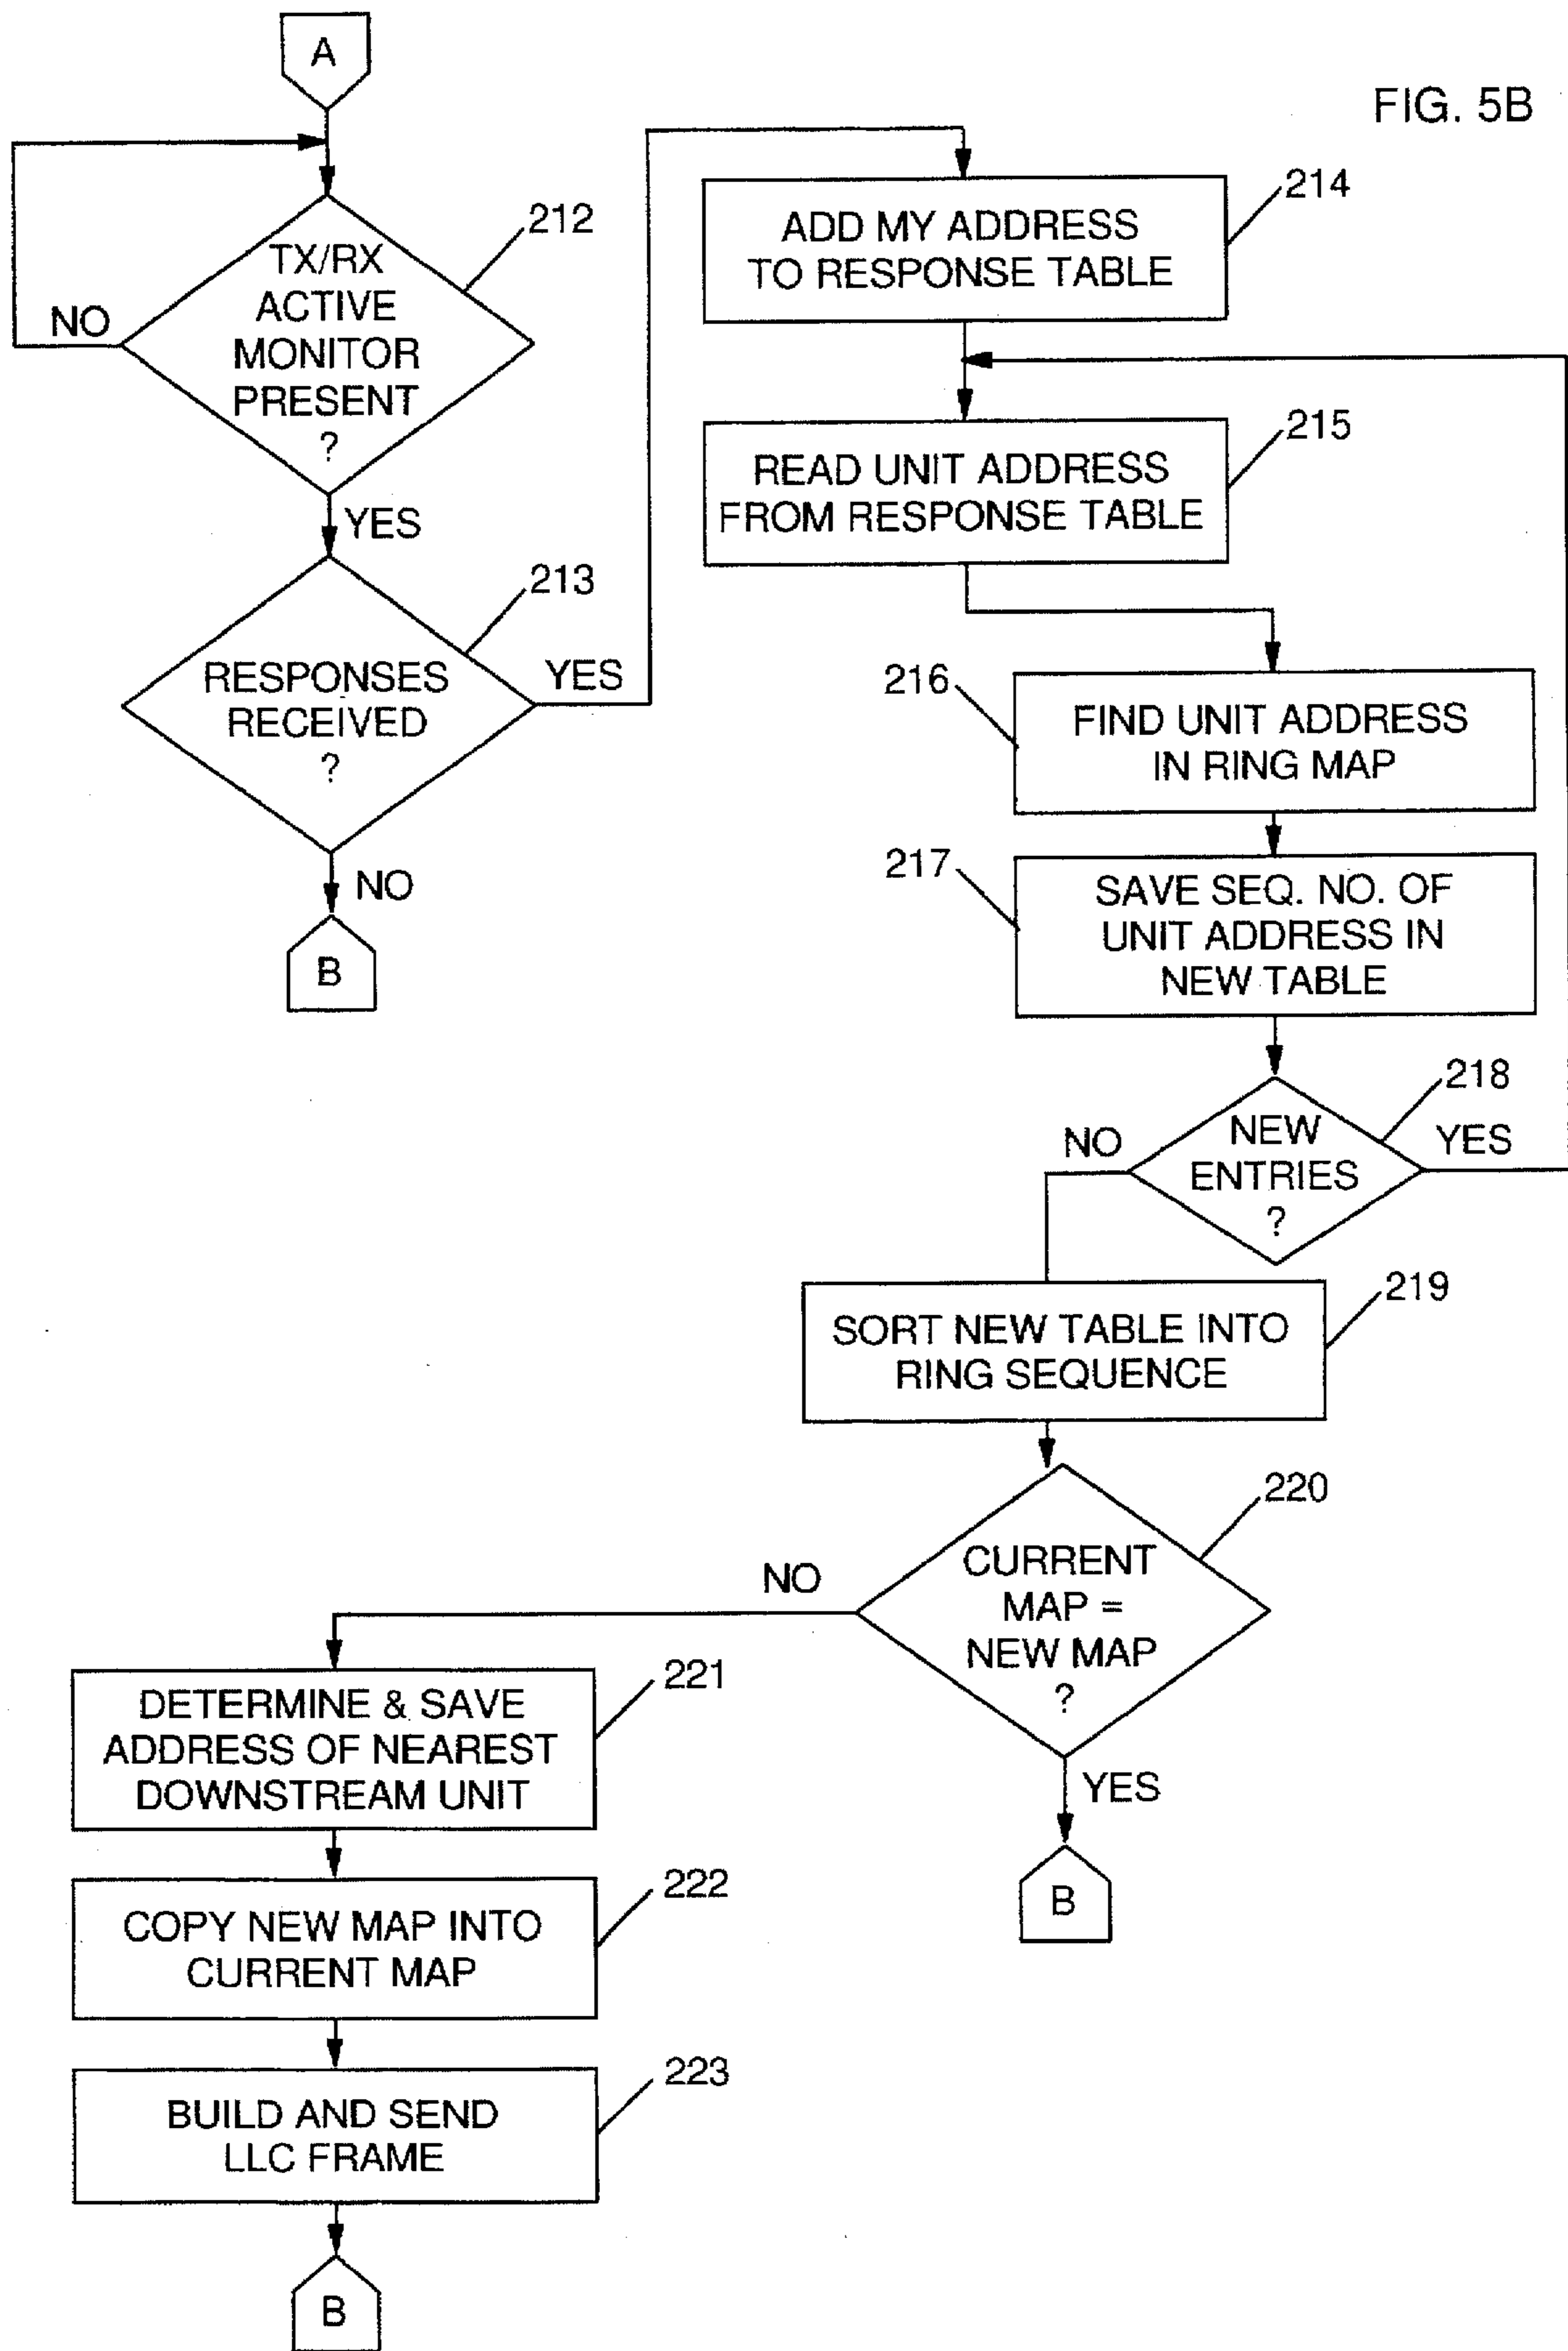 A
FIG. 5B
212
TX/RX
ACTIVE
MONITOR
PRESENT
?
NO
YES
213
RESPONSES
RECEIVED
?
YES
NO
B
214
ADD MY ADDRESS
TO RESPONSE TABLE
215
READ UNIT ADDRESS
FROM RESPONSE TABLE
216
FIND UNIT ADDRESS
IN RING MAP
217
SAVE SEQ. NO. OF
UNIT ADDRESS IN
NEW TABLE
218
NEW
ENTRIES
?
NO
YES
219
SORT NEW TABLE INTO
RING SEQUENCE
220
CURRENT
MAP =
NEW MAP
?
NO
YES
B
221
DETERMINE & SAVE
ADDRESS OF NEAREST
DOWNSTREAM UNIT
222
COPY NEW MAP INTO
CURRENT MAP
223
BUILD AND SEND
LLC FRAME
B